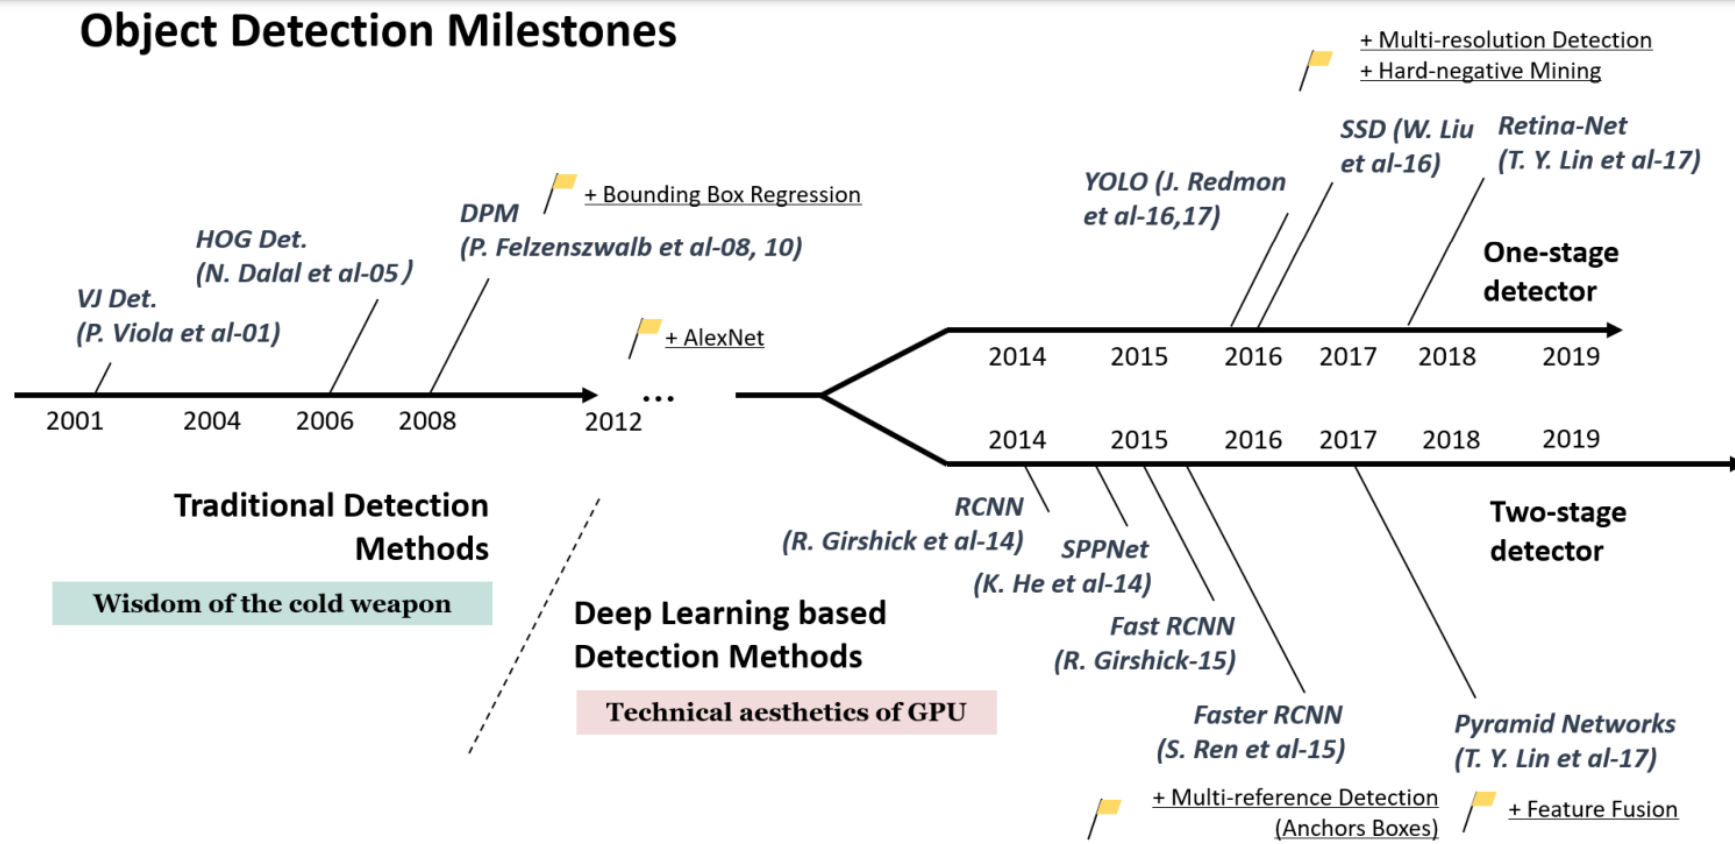 Object Detection Milestones
+ Multi-resolution Detection
+ Hard-negative Mining
SSD (W. Liu
et al-16)
Retina-Net
(T. Y. Lin et al-17)
YOLO (J. Redmon
et al-16,17)
+ Bounding Box Regression
DPM
(P. Felzenszwalb et al-08, 10)
HOG Det.
(N. Dalal et al-05)
VJ Det.
(P. Viola et al-01)
One-stage
detector
+ AlexNet
...
2014 2015 2016 2017 2018 2019
2001 2004 2006 2008 2012
2014 2015 2016 2017 2018 2019
Traditional Detection
Methods
Wisdom of the cold weapon
Two-stage
detector
RCNN
(R. Girshick et al-14)
SPPNet
(K. He et al-14)
Deep Learning based
Detection Methods
Technical aesthetics of GPU
Fast RCNN
(R. Girshick-15)
Faster RCNN
(S. Ren et al-15)
Pyramid Networks
(T. Y. Lin et al-17)
+ Multi-reference Detection
(Anchors Boxes)
+ Feature Fusion